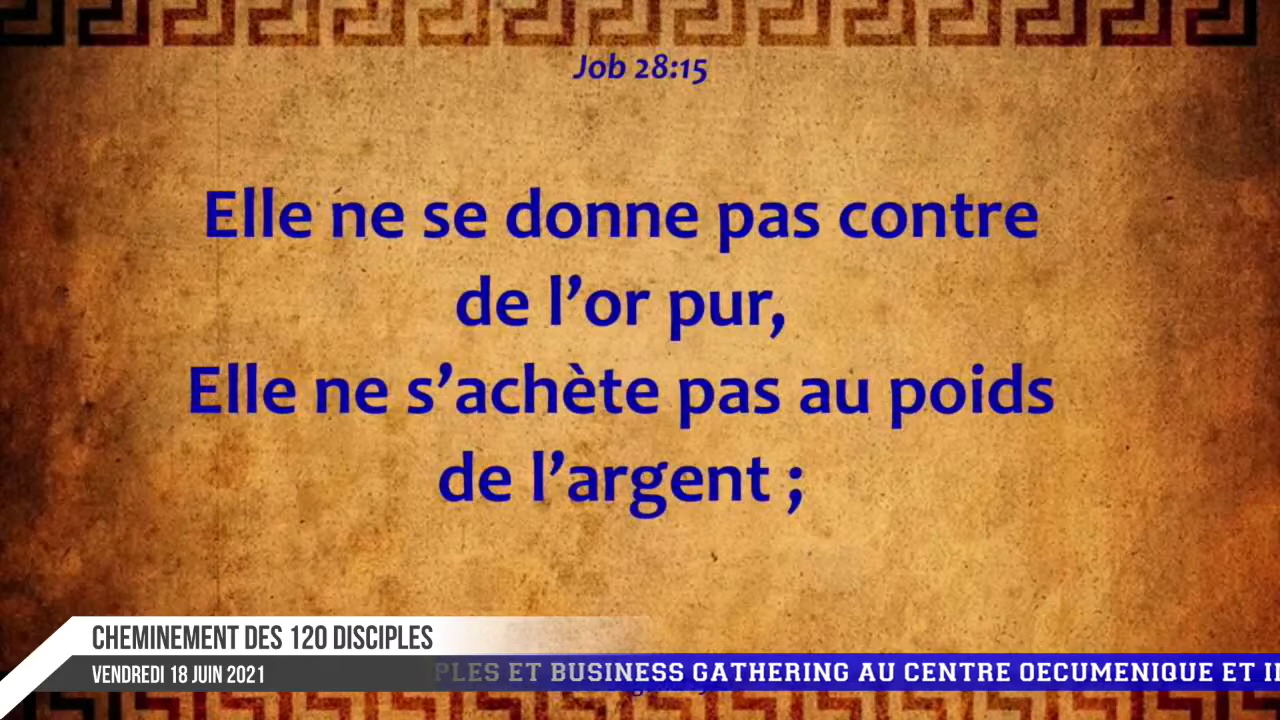 Job 28:15
Elle ne se donne pas contre
de l’or pur,
Elle ne s’achète pas au poids
de l’argent ;
CHEMINEMENT DES 120 DISCIPLES
VENDREDI 18 JUIN 2021
PLES ET BUSINESS GATHERING AU CENTRE OECUMENIQUE ET